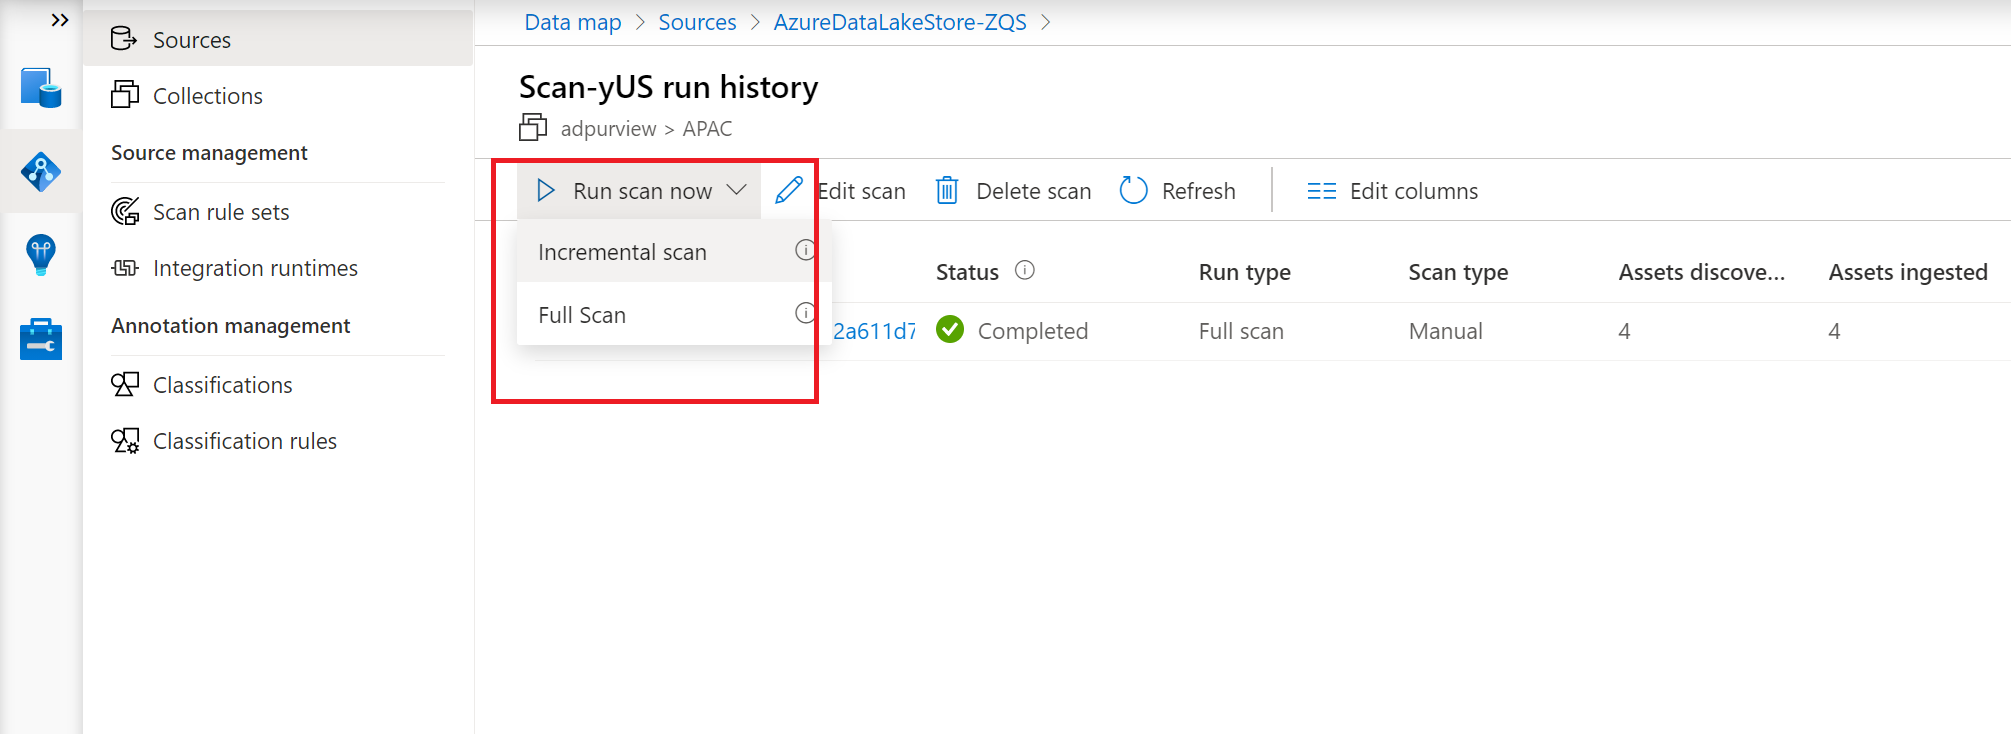 Sources
Collections
Source management
Scan rule sets
Integration runtimes
Annotation management
Classifications
Classification rules
Data map > Sources > AzureDataLakeStore-ZQS >
Scan-yUS run history
adpurview > APAC
Run scan now Edit scan Delete scan Refresh Edit columns
Incremental scan
Full Scan
Status Run type Scan type Assets discove... Assets ingested
2a611d7 Completed Full scan Manual 4 4